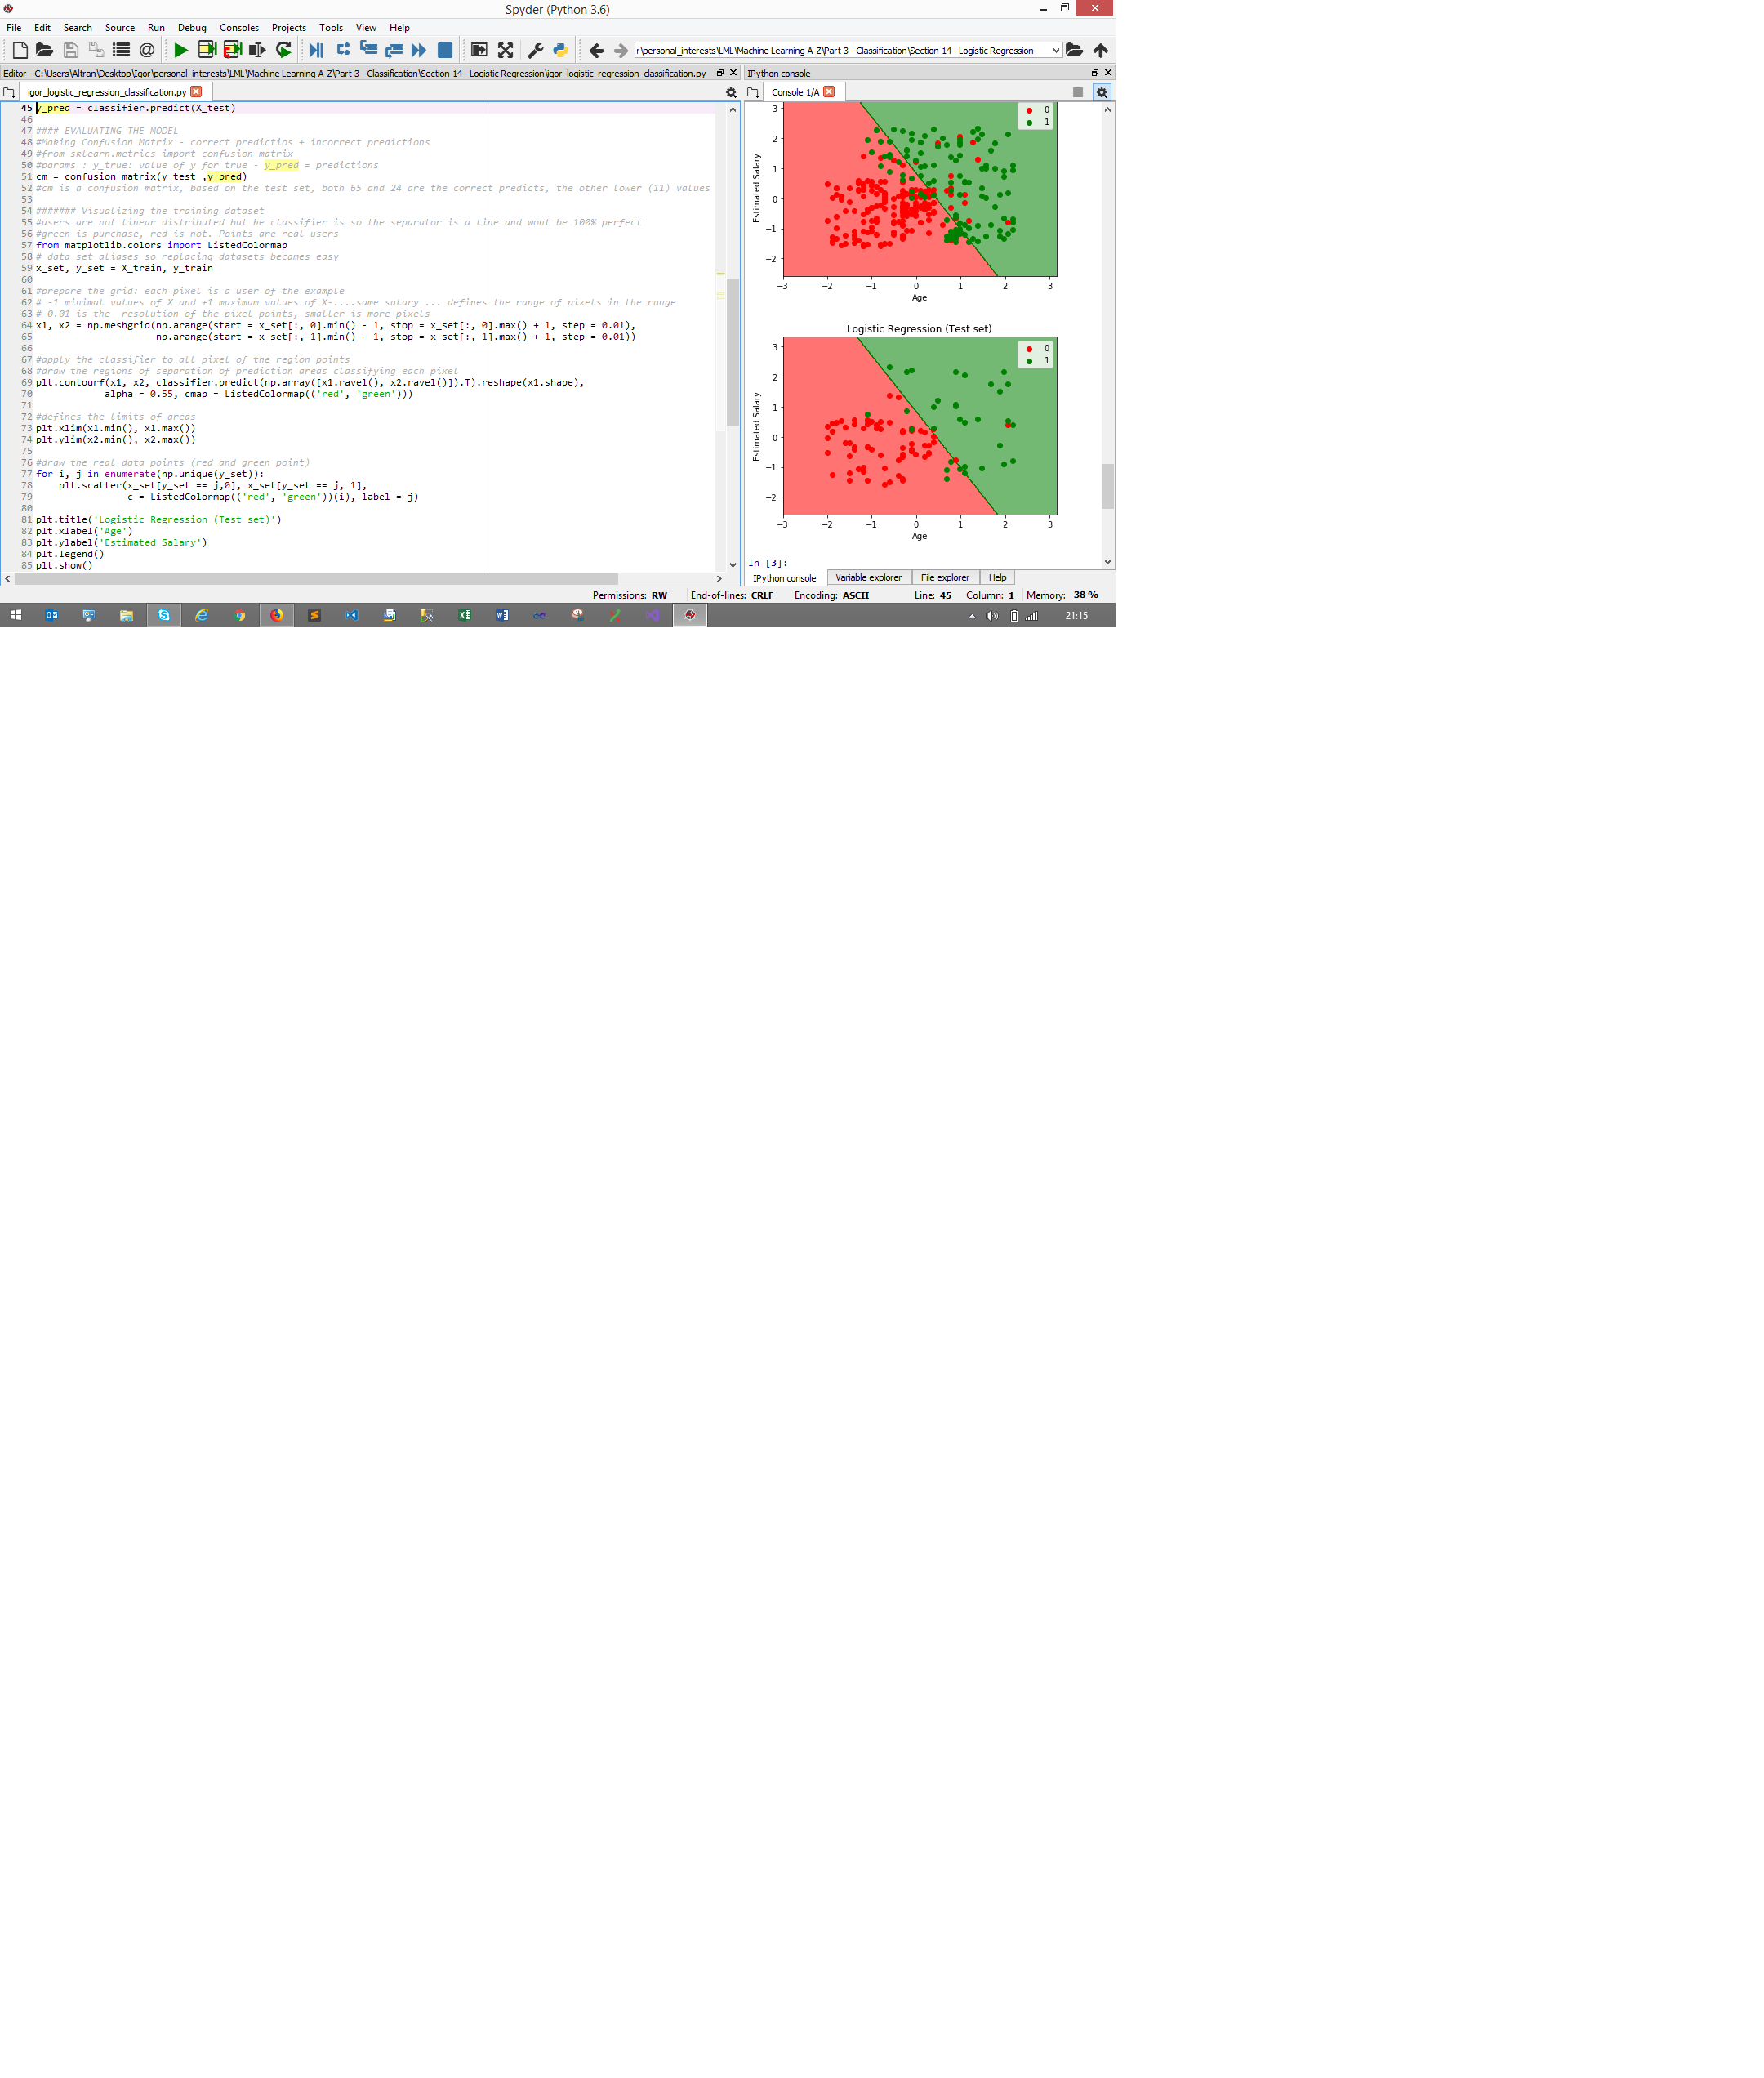 Spyder (Python 3.6)
File Edit Search Source Run Debug Consoles Projects Tools View Help
r\personal_interests\LML\Machine Learning A-Z\Part 3 - Classification\Section 14 - Logistic Regression
Editor - C:\Users\Altran\Desktop\Igor\personal_interests\LML\Machine Learning A-Z\Part 3 - Classification\Section 14 - Logistic Regression\igor_logistic_regression_classification.py
igor_logistic_regression_classification.py
45 y_pred = classifier.predict(X_test)
46
47 #### EVALUATING THE MODEL
48 #Making Confusion Matrix - correct predictios + incorrect predictions
49 #from sklearn.metrics import confusion_matrix
50 #params : y_true: value of y for true - y_pred = predictions
51 cm = confusion_matrix(y_test ,y_pred)
52 #cm is a confusion matrix, based on the test set, both 65 and 24 are the correct predicts, the other lower (11) values
53
54 ####### Visualizing the training dataset
55 #users are not linear distributed but he classifier is so the separator is a line and wont be 100% perfect
56 #green is purchase, red is not. Points are real users
57 from matplotlib.colors import ListedColormap
58 # data set aliases so replacing datasets becames easy
59 x_set, y_set = X_train, y_train
60
61 #prepare the grid: each pixel is a user of the example
62 # -1 minimal values of X and +1 maximum values of X-....same salary ... defines the range of pixels in the range
63 # 0.01 is the  resolution of the pixel points, smaller is more pixels
64 x1, x2 = np.meshgrid(np.arange(start = x_set[:, 0].min() - 1, stop = x_set[:, 0].max() + 1, step = 0.01),
65 np.arange(start = x_set[:, 1].min() - 1, stop = x_set[:, 1].max() + 1, step = 0.01))
66
67 #apply the classifier to all pixel of the region points
68 #draw the regions of separation of prediction areas classifying each pixel
69 plt.contourf(x1, x2, classifier.predict(np.array([x1.ravel(), x2.ravel()]).T).reshape(x1.shape),
70 alpha = 0.55, cmap = ListedColormap(('red', 'green')))
71
72 #defines the limits of areas
73 plt.xlim(x1.min(), x1.max())
74 plt.ylim(x2.min(), x2.max())
75
76 #draw the real data points (red and green point)
77 for i, j in enumerate(np.unique(y_set)):
78 plt.scatter(x_set[y_set == j,0], x_set[y_set == j, 1],
79 c = ListedColormap(('red', 'green'))(i), label = j)
80
81 plt.title('Logistic Regression (Test set)')
82 plt.xlabel('Age')
83 plt.ylabel('Estimated Salary')
84 plt.legend()
85 plt.show()
IPython console
Console 1/A
0
1
3
2
1
0
−1
−2
Estimated Salary
−3 −2 −1 0 1 2 3
Age
Logistic Regression (Test set)
0
1
3
2
1
0
−1
−2
Estimated Salary
−3 −2 −1 0 1 2 3
Age
In [3]:
IPython console Variable explorer File explorer Help
Permissions: RW End-of-lines: CRLF Encoding: ASCII Line: 45 Column: 1 Memory: 38 %
21:15